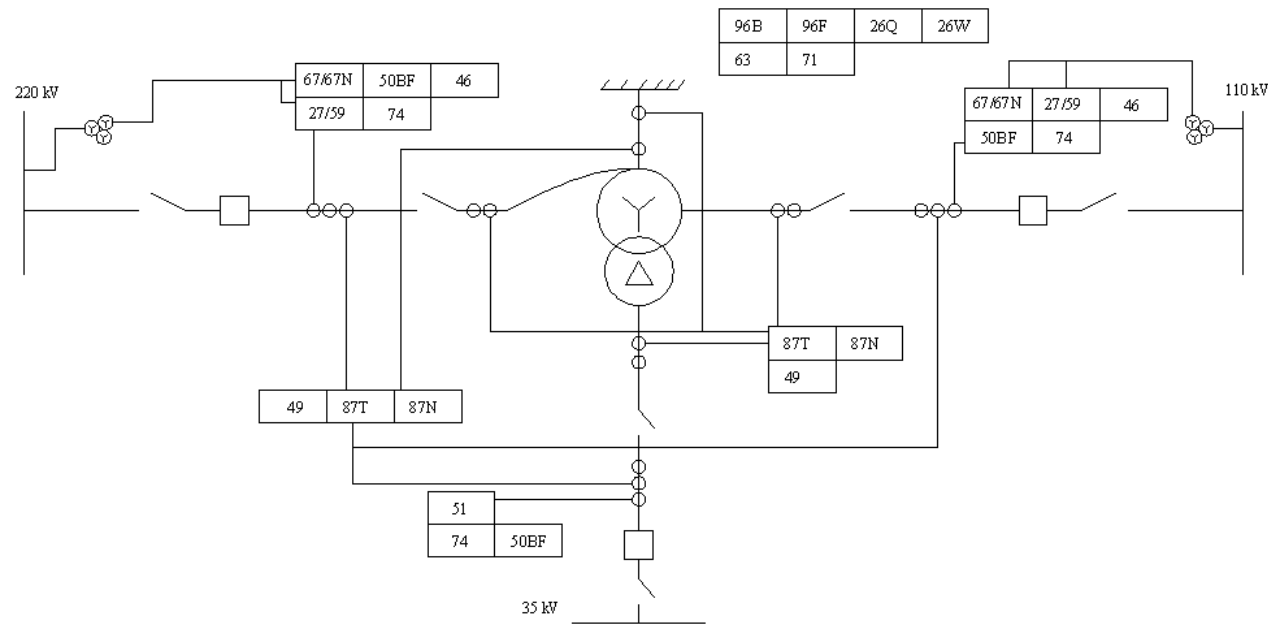 96B 96F 26Q 26W
63 71
220 kV
67/67N 50BF 46
27/59 74
110 kV
67/67N 27/59 46
50BF 74
87T 87N
49
49 87T 87N
51
74 50BF
35 kV